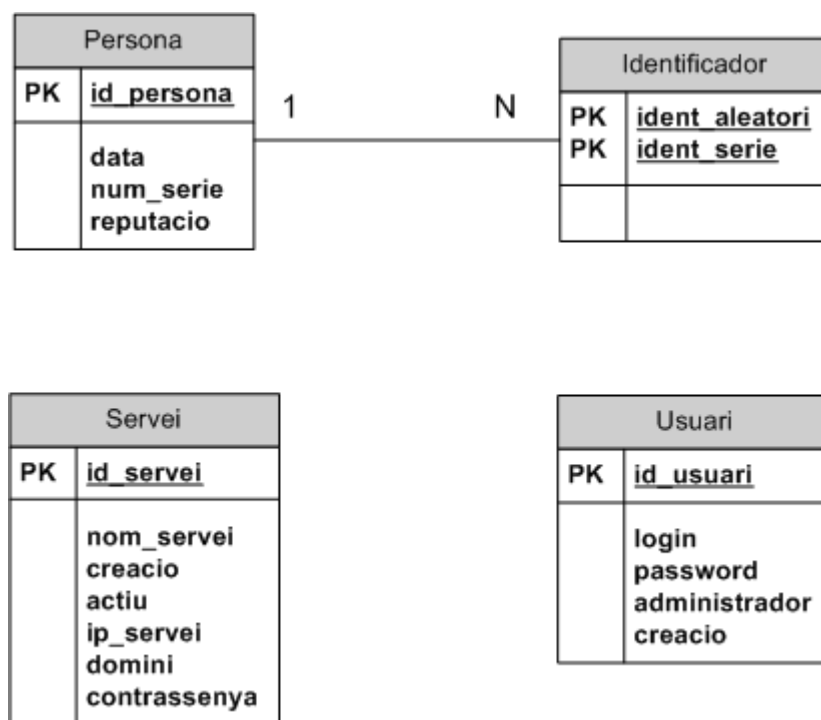 Persona
PK id_persona
data
num_serie
reputacio
1 N
Identificador
PK ident_aleatori
PK ident_serie
Servei
PK id_servei
nom_servei
creacio
actiu
ip_servei
domini
contrassenya
Usuari
PK id_usuari
login
password
administrador
creacio